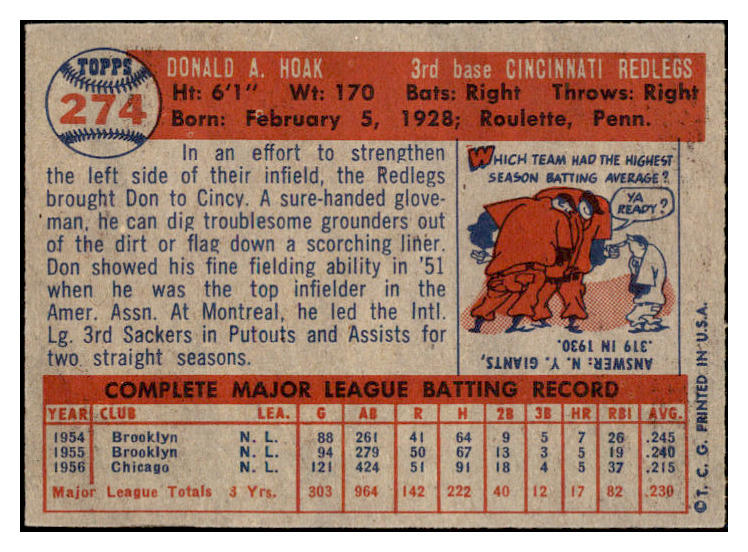 TOPPS
274
DONALD A. HOAK 3rd base CINCINNATI REDLEGS
Ht: 6'1" Wt: 170 Bats: Right Throws: Right
Born: February 5, 1928; Roulette, Penn.
In an effort to strengthen
the left side of their infield, the Redlegs
brought Don to Cincy. A sure-handed glove-
man, he can dig troublesome grounders out
of the dirt or flag down a scorching liner.
Don showed his fine fielding ability in '51
when he was the top infielder in the
Amer. Assn. At Montreal, he led the Intl.
Lg. 3rd Sackers in Putouts and Assists for
two straight seasons.
WHICH TEAM HAD THE HIGHEST
SEASON BATTING AVERAGE?
YA
READY?
ANSWER: N. Y. GIANTS,
.319 IN 1930.
COMPLETE MAJOR LEAGUE BATTING RECORD
YEAR CLUB LEA. G AB R H 2B 3B HR RBI AVG.
1954 Brooklyn N. L. 88 261 41 64 9 5 7 26 .245
1955 Brooklyn N. L. 94 279 50 67 13 3 5 19 .240
1956 Chicago N. L. 121 424 51 91 18 4 5 37 .215
Major League Totals 3 Yrs. 303 964 142 222 40 12 17 82 .230
©T. C. G. PRINTED IN U.S.A.